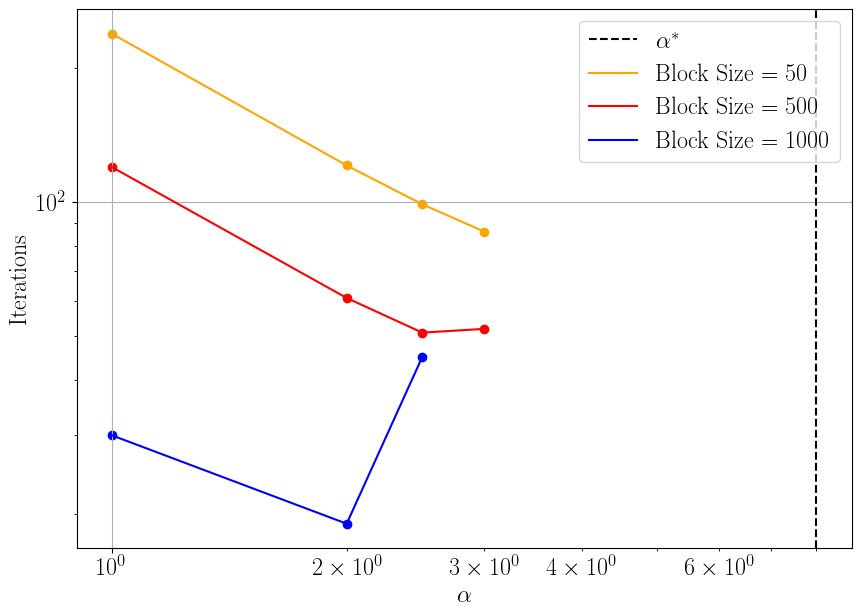 α*
Block Size = 50
Block Size = 500
Block Size = 1000
10²
Iterations
10⁰
2 × 10⁰
3 × 10⁰
4 × 10⁰
6 × 10⁰
α